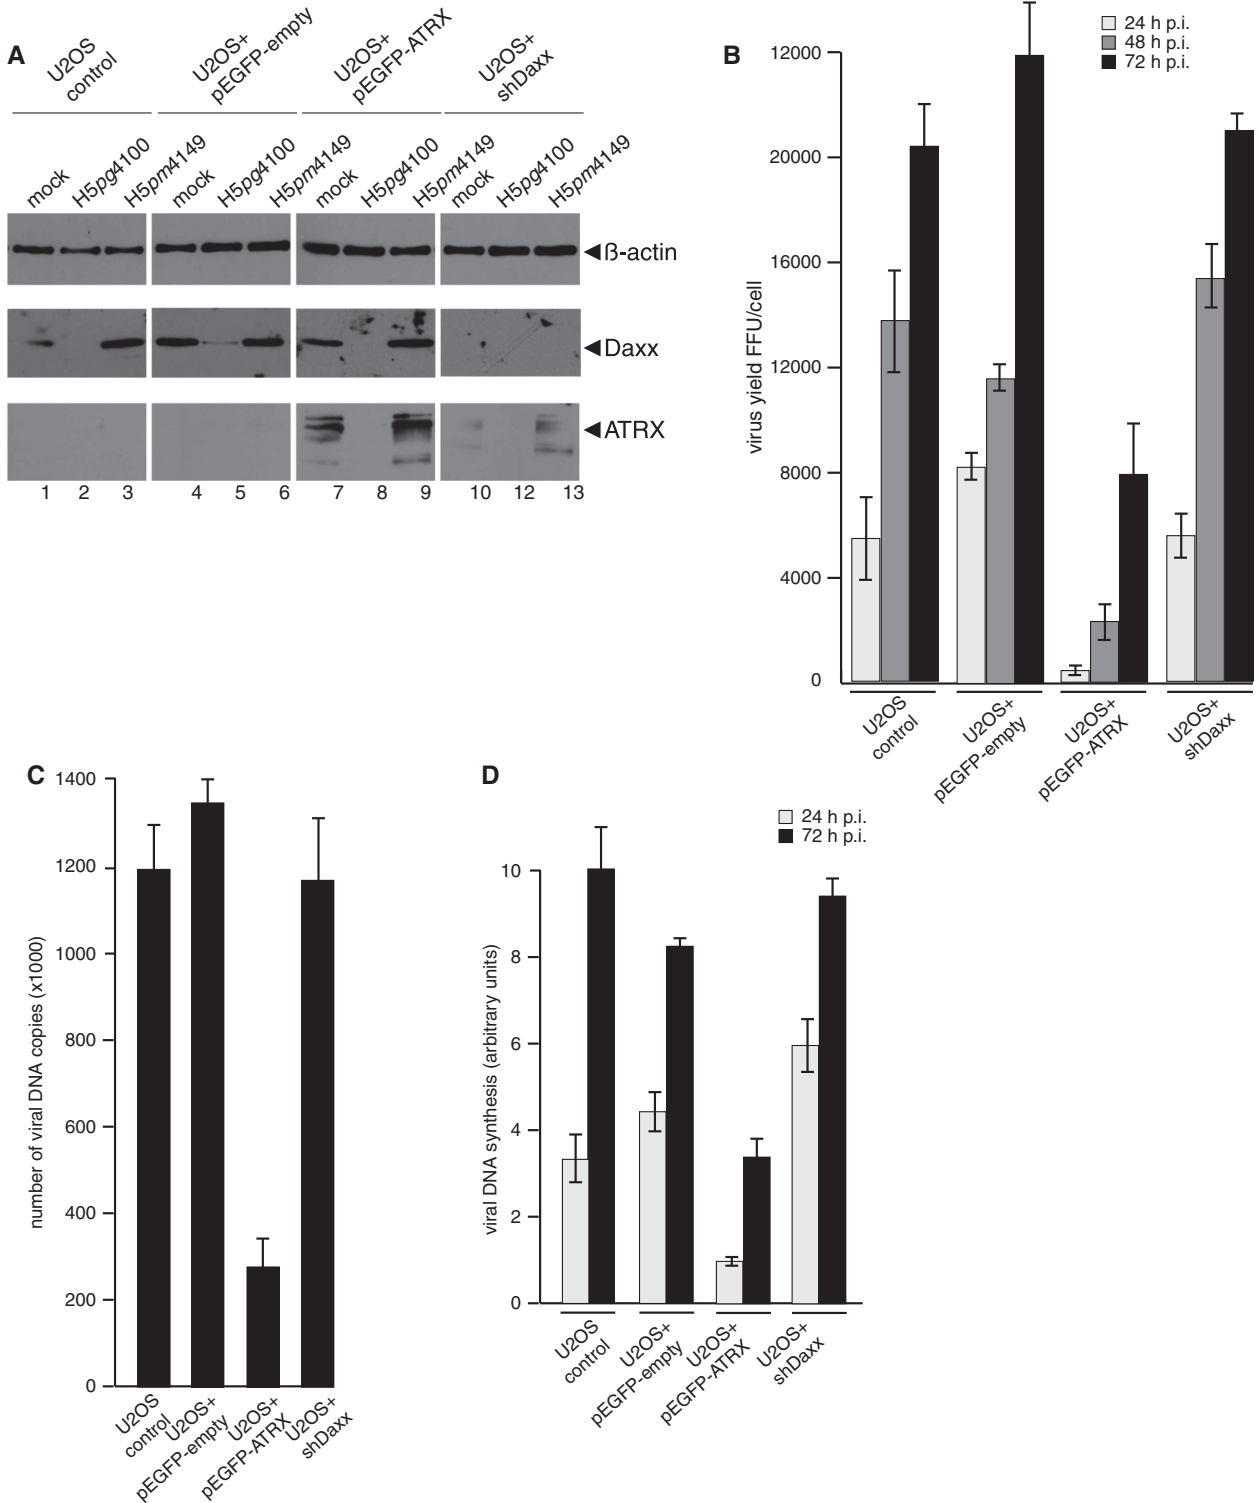 A
U2OS
control
U2OS+
pEGFP-empty
U2OS+
pEGFP-ATRX
U2OS+
shDaxx
mock
H5pg4100
H5pm4149
mock
H5pg4100
H5pm4149
mock
H5pg4100
H5pm4149
mock
H5pg4100
H5pm4149
ß-actin
Daxx
ATRX
1 2 3 4 5 6 7 8 9 10 12 13
B
24 h p.i.
48 h p.i.
72 h p.i.
virus yield FFU/cell
12000
20000
16000
12000
8000
4000
0
U2OS
control
U2OS+
pEGFP-empty
U2OS+
pEGFP-ATRX
U2OS+
shDaxx
C
number of viral DNA copies (x1000)
1400
1200
1000
800
600
400
200
0
U2OS
control
U2OS+
pEGFP-empty
U2OS+
pEGFP-ATRX
U2OS+
shDaxx
D
24 h p.i.
72 h p.i.
viral DNA synthesis (arbitrary units)
10
8
6
4
2
0
U2OS
control
U2OS+
pEGFP-empty
U2OS+
pEGFP-ATRX
U2OS+
shDaxx